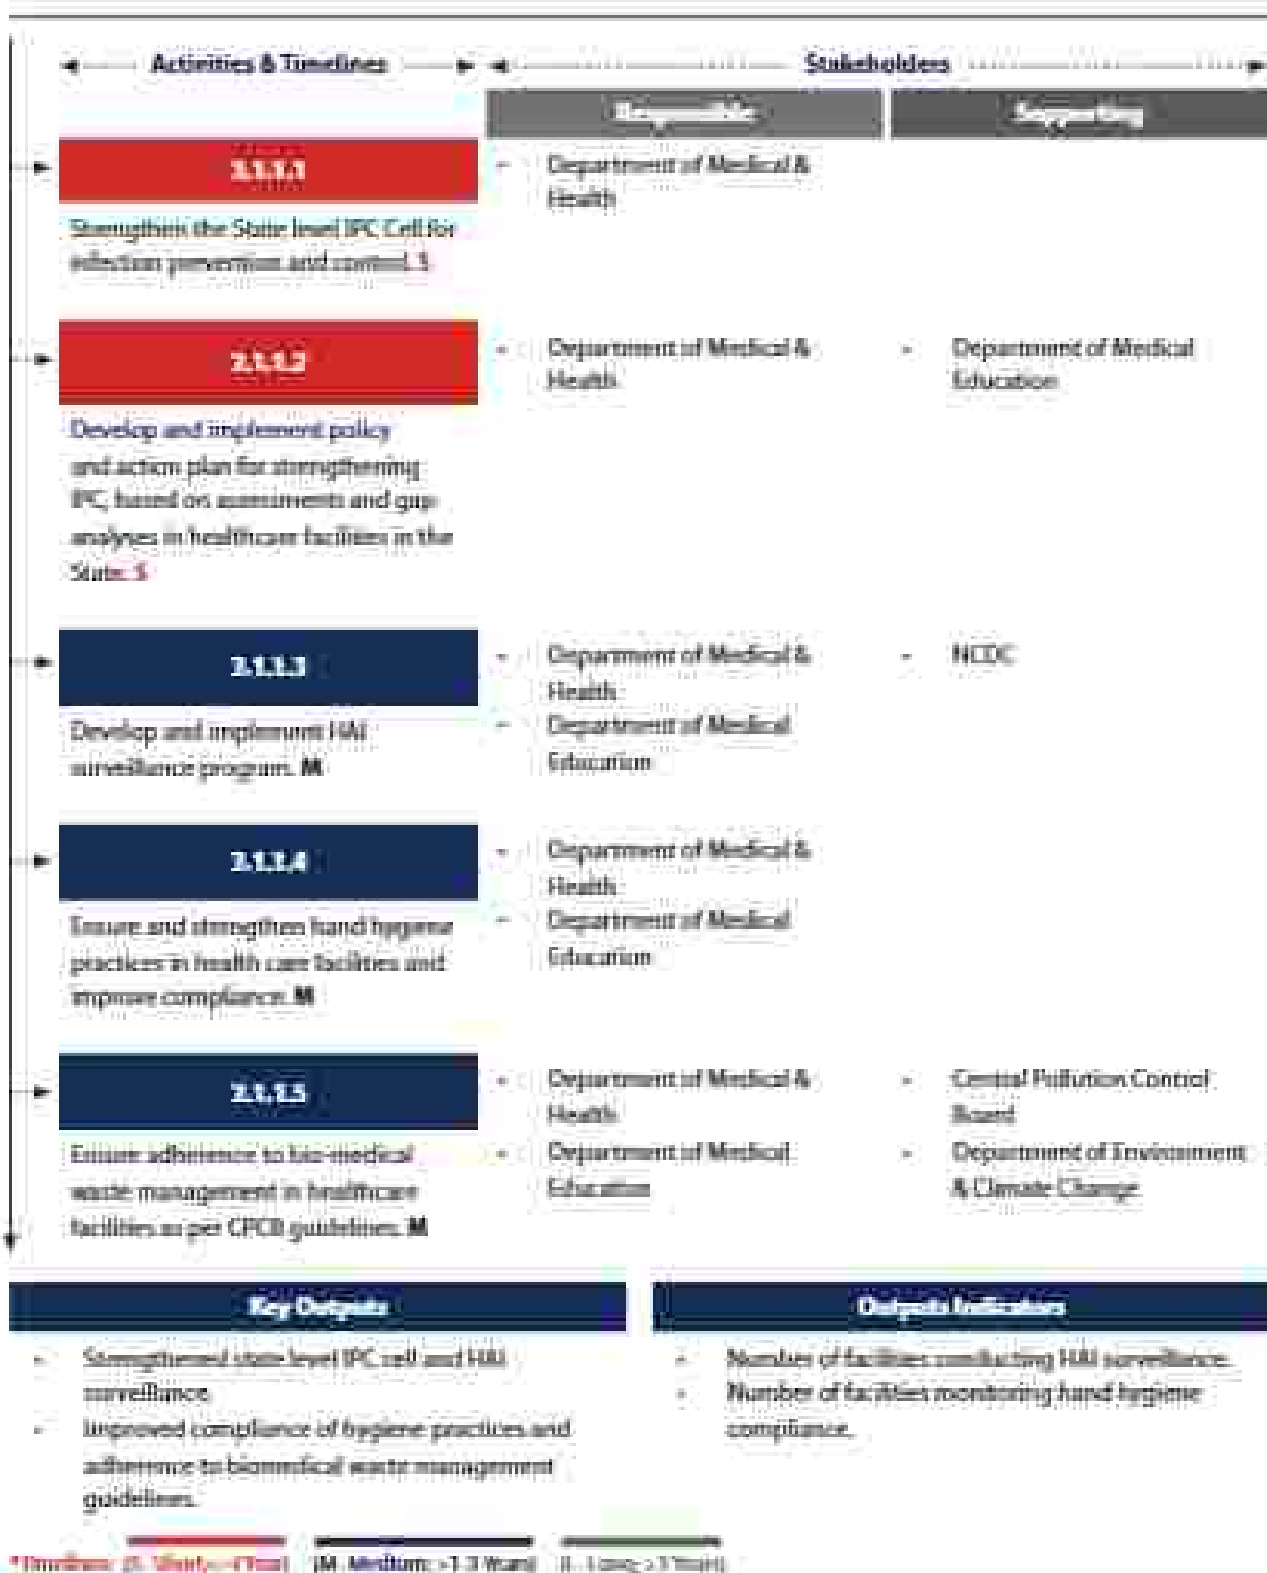 Activities & Timelines
Stakeholders
Responsible
Supporting
Department of Medical &
Health
Strengthen the State level IPC Cell for
infection prevention and control. S
2.1.1.2
Department of Medical &
Health
Department of Medical
Education
Develop and implement policy
and action plan for strengthening
IPC, based on assessments and gap
analyses in healthcare facilities in the
State. S
2.1.1.3
Department of Medical &
Health
Department of Medical
Education
NCDC
Develop and implement HAI
surveillance program. M
2.1.1.4
Department of Medical &
Health
Department of Medical
Education
Ensure and strengthen hand hygiene
practices in health care facilities and
improve compliance. M
2.1.1.5
Department of Medical &
Health
Department of Medical
Education
Central Pollution Control
Board
Department of Environment
& Climate Change
Ensure adherence to bio-medical
waste management in healthcare
facilities as per CPCB guidelines. M
Key Outputs
Strengthened state level IPC cell and HAI
surveillance.
Improved compliance of hygiene practices and
adherence to biomedical waste management
guidelines.
Outputs Indicators
Number of facilities conducting HAI surveillance.
Number of facilities monitoring hand hygiene
compliance.
(M- Medium; >1-3 Years)